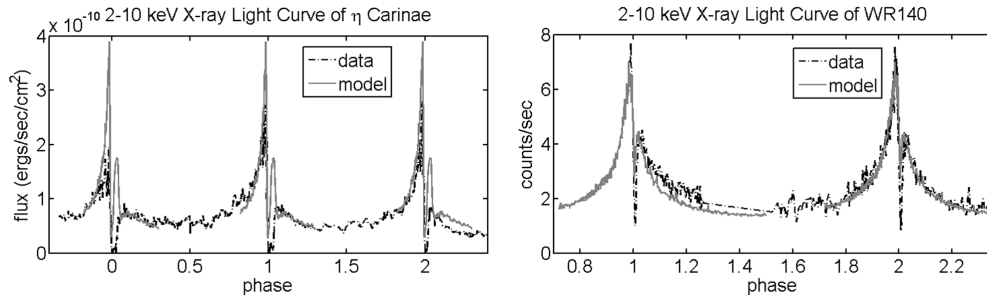 4 x 10⁻¹⁰ 2-10 keV X-ray Light Curve of η Carinae
data
model
flux (ergs/sec/cm²)
3
2
1
0
0 0.5 1 1.5 2
phase
2-10 keV X-ray Light Curve of WR140
data
model
counts/sec
8
6
4
2
0
0.8 1 1.2 1.4 1.6 1.8 2 2.2
phase